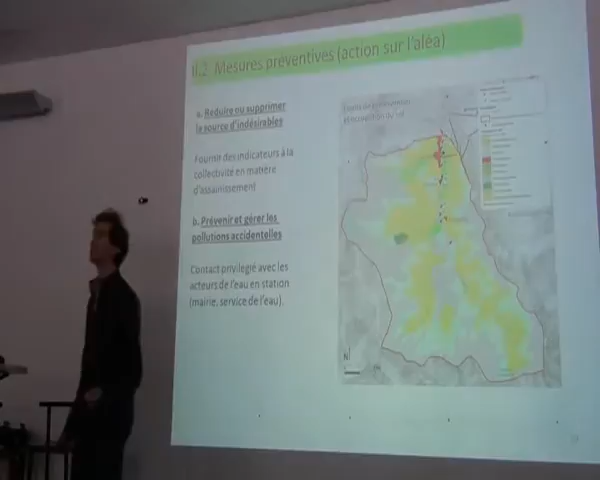 II.2 Mesures préventives (action sur l'aléa)
a. Réduire ou supprimer
la source d'indésirables
Fournir des indicateurs à la
collectivité en matière
d'assainissement
b. Prévenir et gérer les
pollutions accidentelles
Contact privilégié avec les
acteurs de l'eau en station
(mairie, service de l'eau).
N